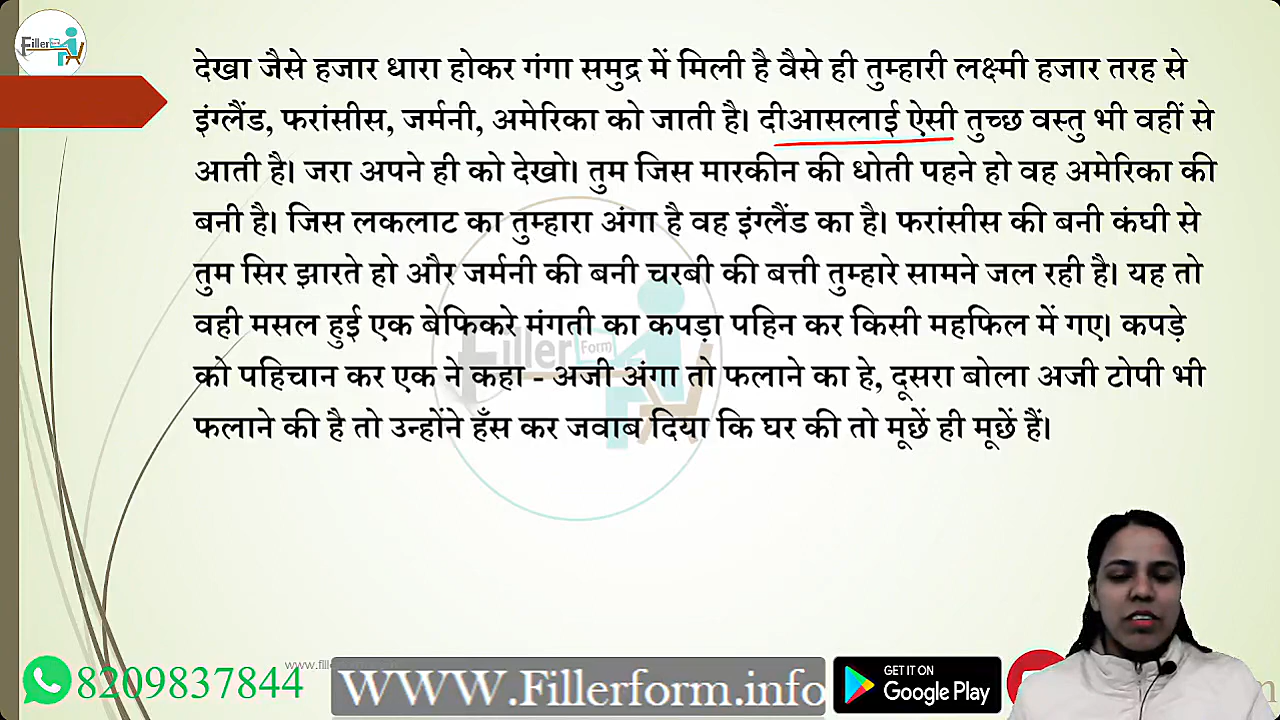 Filler Form
देखा जैसे हजार धारा होकर गंगा समुद्र में मिली है वैसे ही तुम्हारी लक्ष्मी हजार तरह से
इंग्लैंड, फरांसीस, जर्मनी, अमेरिका को जाती है। दीआसलाई ऐसी तुच्छ वस्तु भी वहीं से
आती है। जरा अपने ही को देखो। तुम जिस मारकीन की धोती पहने हो वह अमेरिका की
बनी है। जिस लकलाट का तुम्हारा अंगा है वह इंग्लैंड का है। फरांसीस की बनी कंघी से
तुम सिर झारते हो और जर्मनी की बनी चरबी की बत्ती तुम्हारे सामने जल रही है। यह तो
वही मसल हुई एक बेफिकरे मंगती का कपड़ा पहिन कर किसी महफिल में गए। कपड़े
को पहिचान कर एक ने कहा - अजी अंगा तो फलाने का हे, दूसरा बोला अजी टोपी भी
फलाने की है तो उन्होंने हँस कर जवाब दिया कि घर की तो मूछें ही मूछें हैं।
Filler Form
8209837844
WWW.Fillerform.info
GET IT ON
Google Play